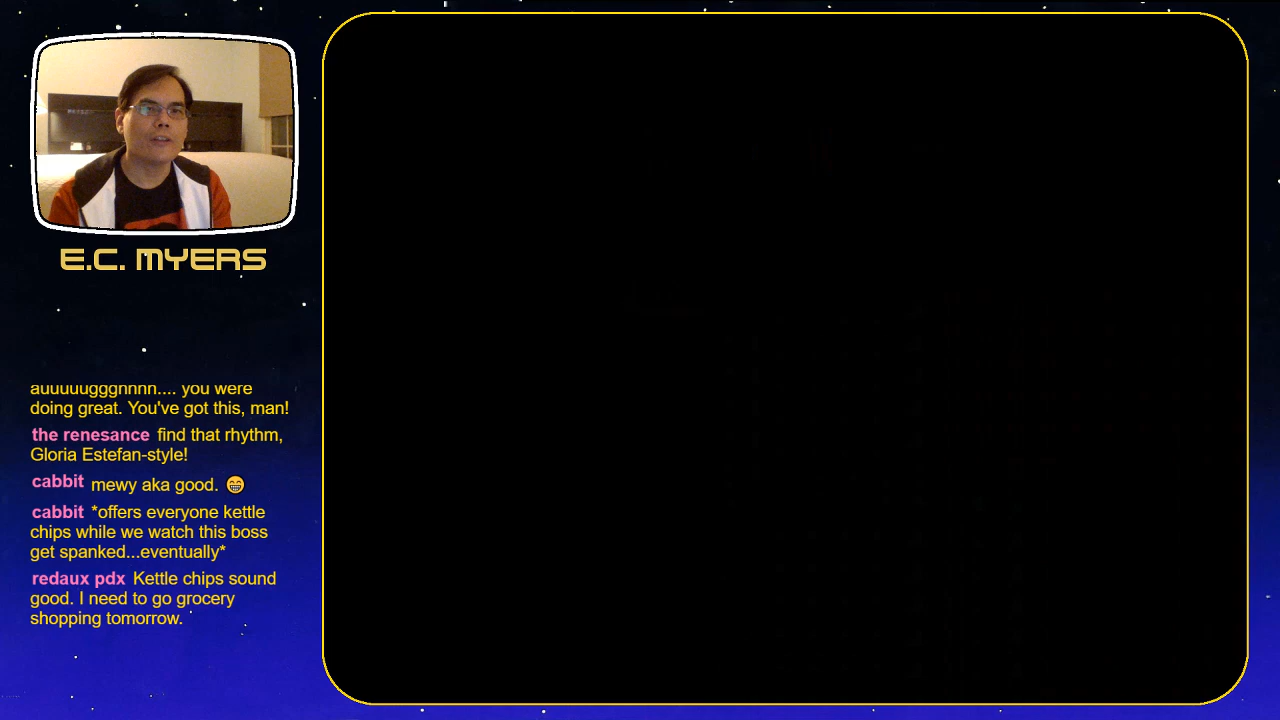 E.C. MYERS
auuuuugggnnnn.... you were
doing great. You've got this, man!
the renesance find that rhythm,
Gloria Estefan-style!
cabbit mewy aka good. 😁
cabbit *offers everyone kettle
chips while we watch this boss
get spanked...eventually*
redaux pdx Kettle chips sound
good. I need to go grocery
shopping tomorrow.